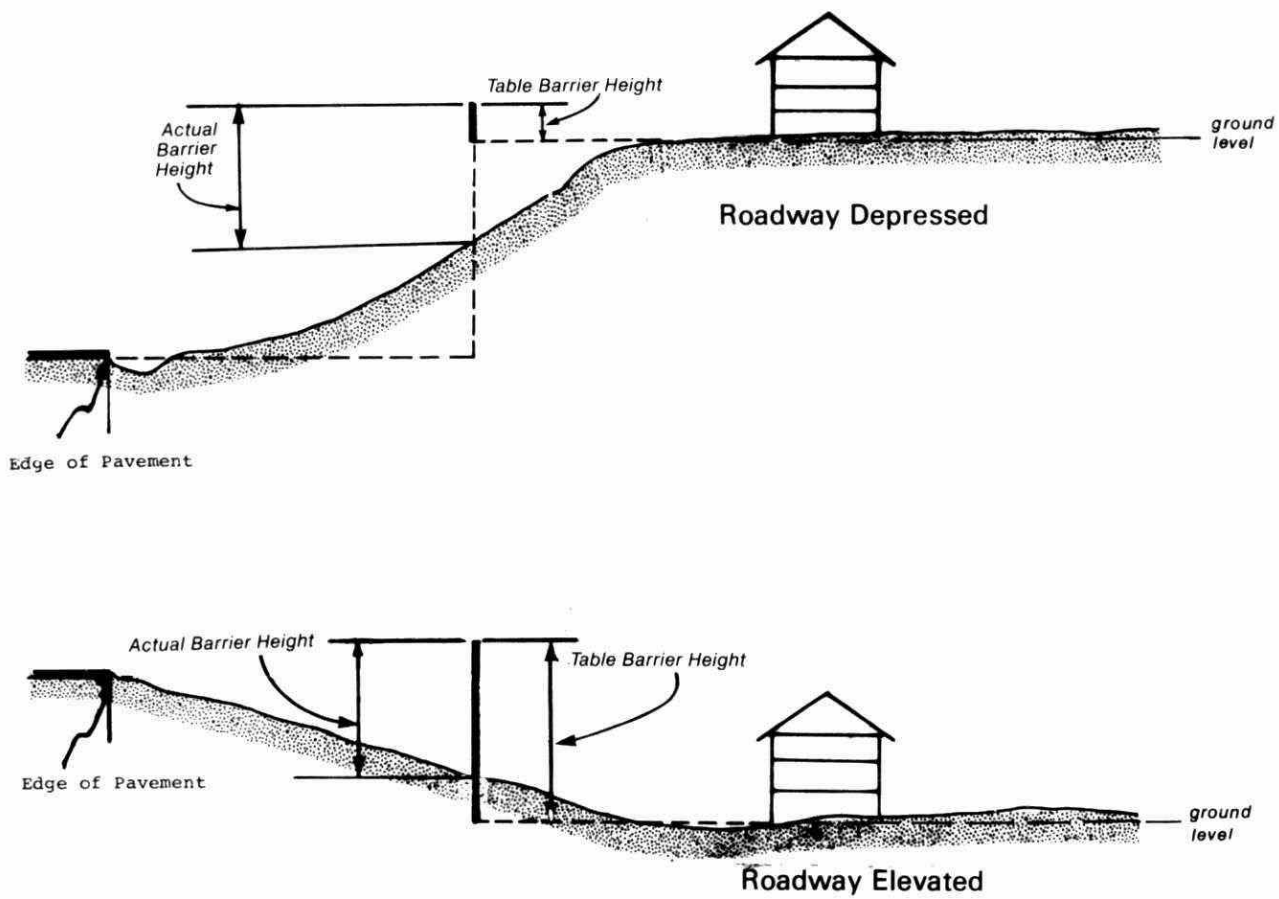 Table Barrier Height
Actual
Barrier
Height
ground
level
Roadway Depressed
Edge of Pavement
Actual Barrier Height
Table Barrier Height
Edge of Pavement
ground
level
Roadway Elevated